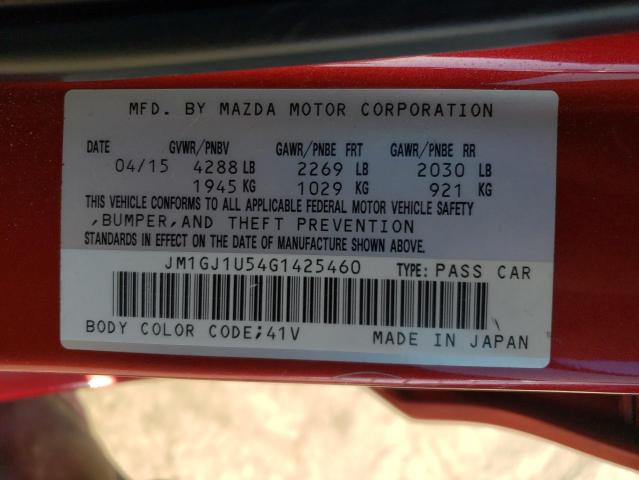 MFD. BY MAZDA MOTOR CORPORATION
DATE GVWR/PNBV GAWR/PNBE FRT GAWR/PNBE RR
04/15 4288 LB 2269 LB 2030 LB
1945 KG 1029 KG 921 KG
THIS VEHICLE CONFORMS TO ALL APPLICABLE FEDERAL MOTOR VEHICLE SAFETY
,BUMPER,AND THEFT PREVENTION
STANDARDS IN EFFECT ON THE DATE OF MANUFACTURE SHOWN ABOVE.
JM1GJ1U54G1425460 TYPE: PASS CAR
BODY COLOR CODE;41V MADE IN JAPAN